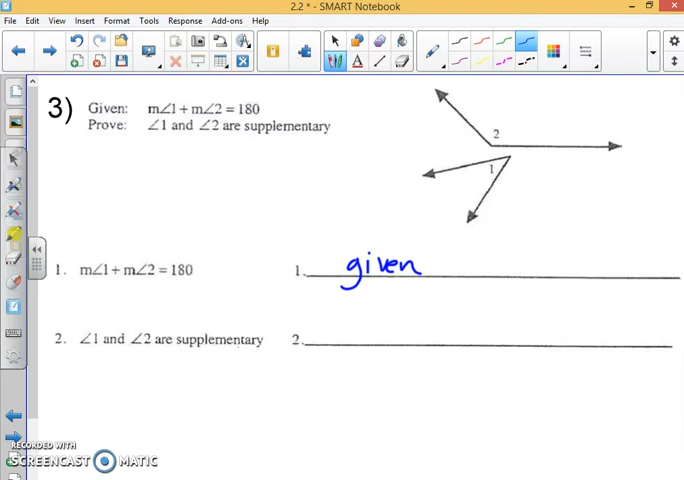 2.2 * - SMART Notebook
File Edit View Insert Format Tools Response Add-ons Help
3) Given: m∠1 + m∠2 = 180
Prove: ∠1 and ∠2 are supplementary
2
1
1. m∠1 + m∠2 = 180 1. given
2. ∠1 and ∠2 are supplementary 2.
RECORDED WITH
SCREENCAST MATIC